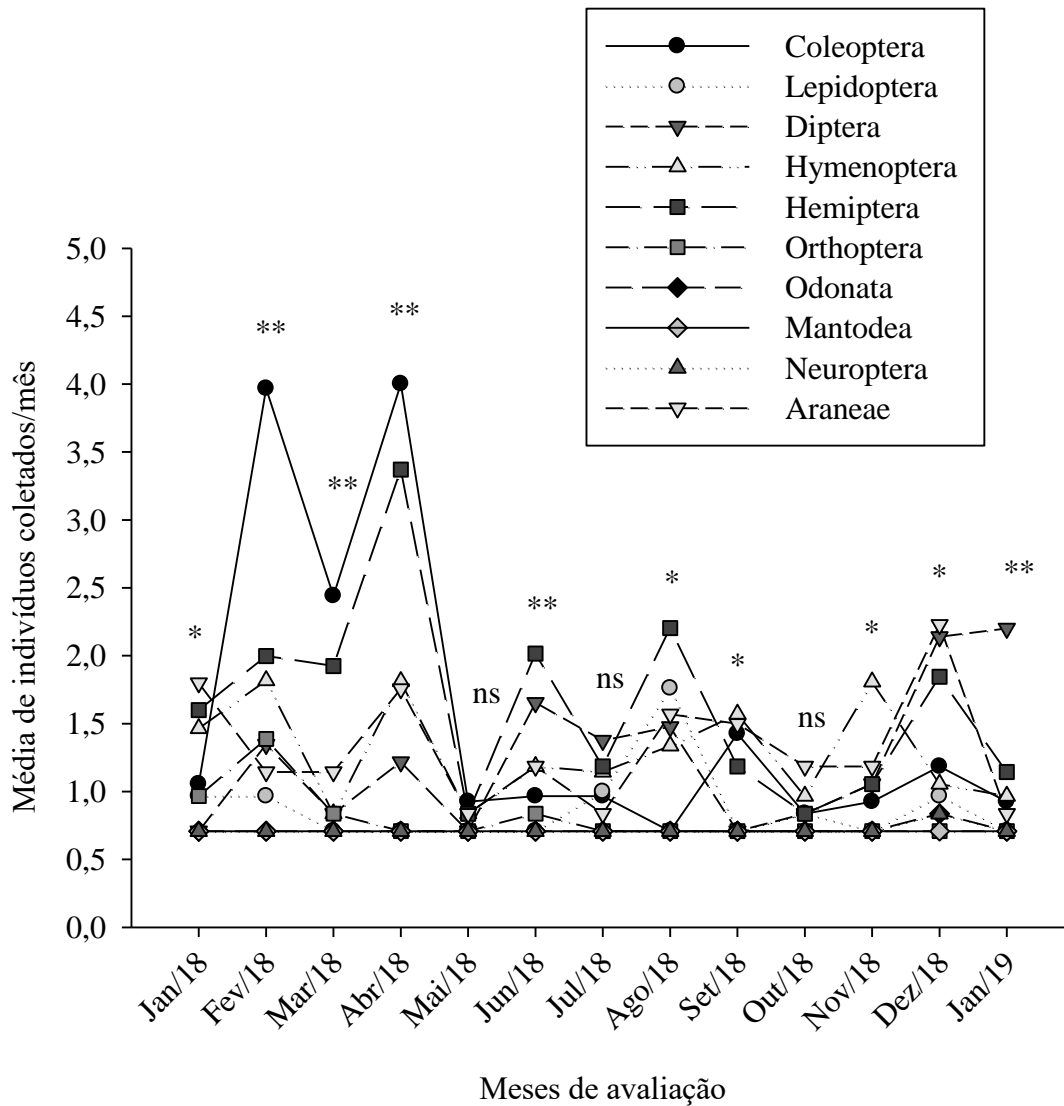 Coleoptera
Lepidoptera
Diptera
Hymenoptera
Hemiptera
Orthoptera
Odonata
Mantodea
Neuroptera
Araneae
Média de indivíduos coletados/mês
5,0
4,5
4,0
3,5
3,0
2,5
2,0
1,5
1,0
0,5
0,0
*
**
**
**
ns
**
ns
*
*
ns
*
*
**
Jan/18
Fev/18
Mar/18
Abr/18
Mai/18
Jun/18
Jul/18
Ago/18
Set/18
Out/18
Nov/18
Dez/18
Jan/19
Meses de avaliação